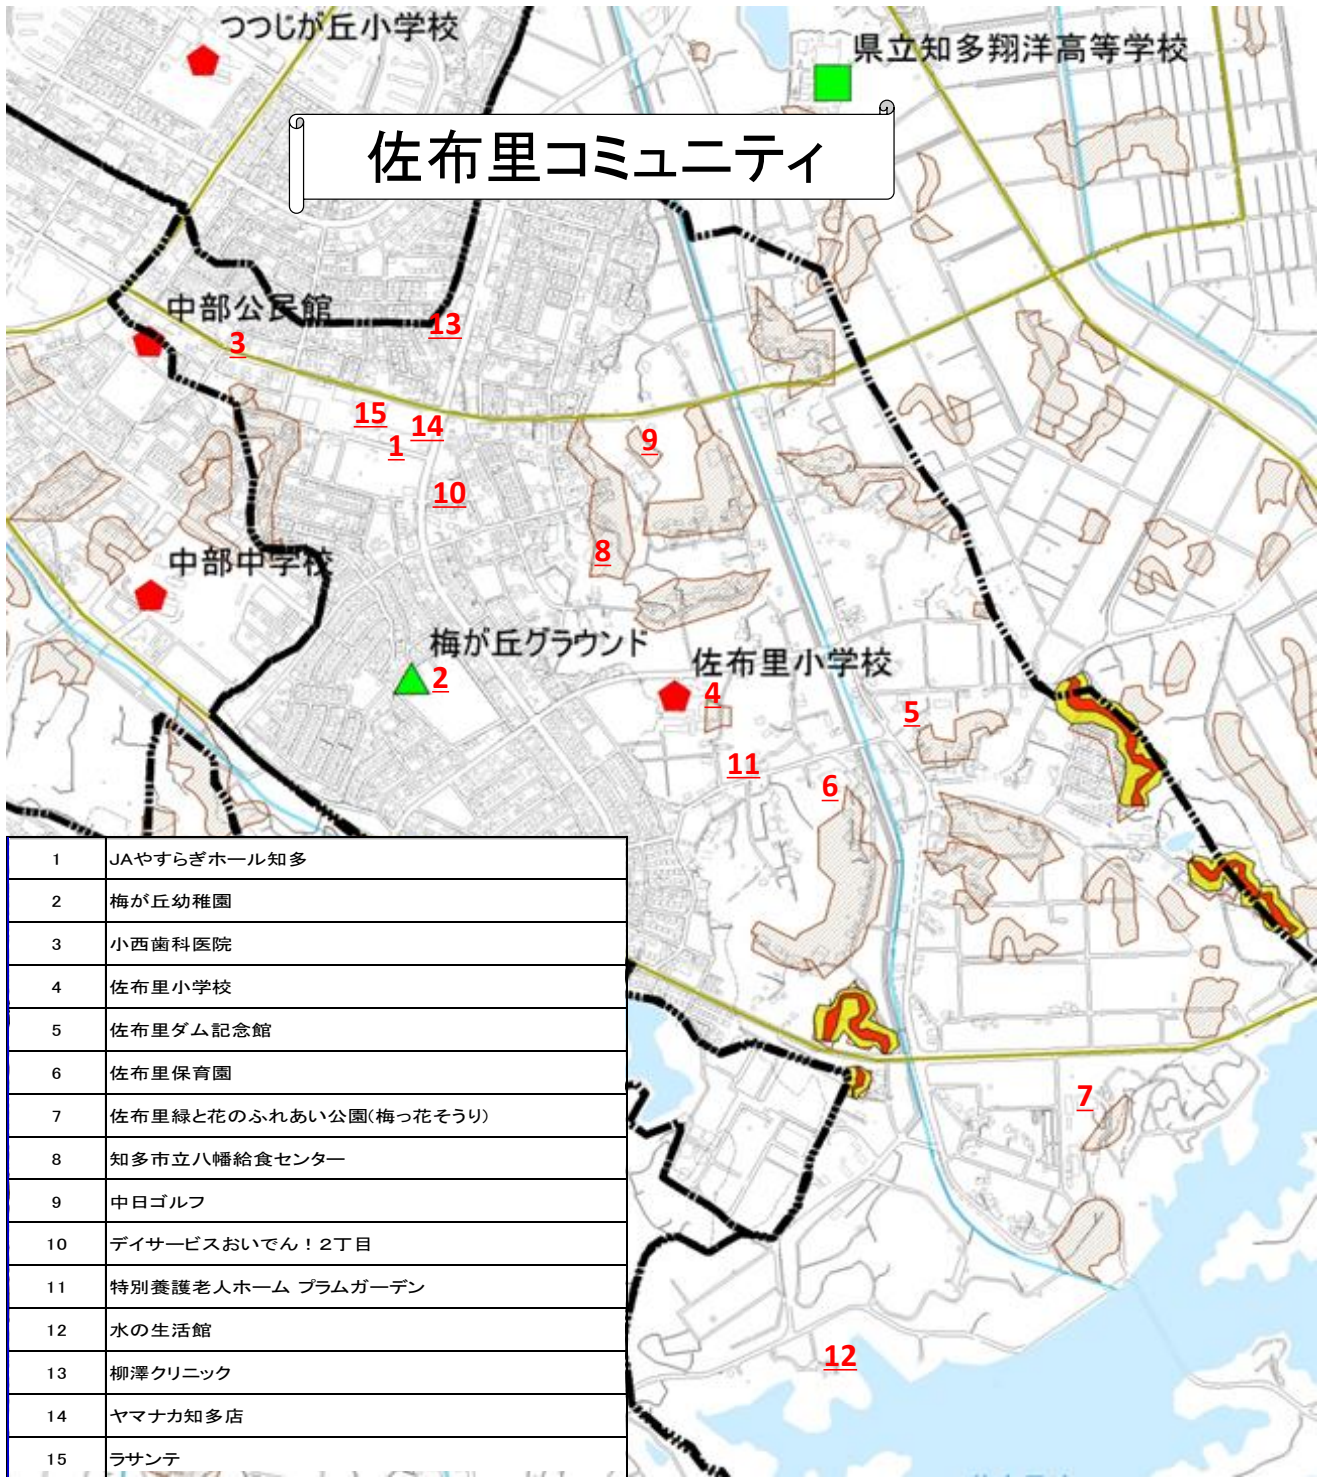 つつじが丘小学校
県立知多翔洋高等学校
佐布里コミュニティ
中部公民館
13
3
15
14
1
9
10
8
中部中学校
梅が丘グラウンド
2
佐布里小学校
4
5
11
6
7
12
1 JAやすらぎホール知多
2 梅が丘幼稚園
3 小西歯科医院
4 佐布里小学校
5 佐布里ダム記念館
6 佐布里保育園
7 佐布里緑と花のふれあい公園(梅っ花そうり)
8 知多市立八幡給食センター
9 中日ゴルフ
10 デイサービスおいでん！2丁目
11 特別養護老人ホーム プラムガーデン
12 水の生活館
13 柳澤クリニック
14 ヤマナカ知多店
15 ラサンテ